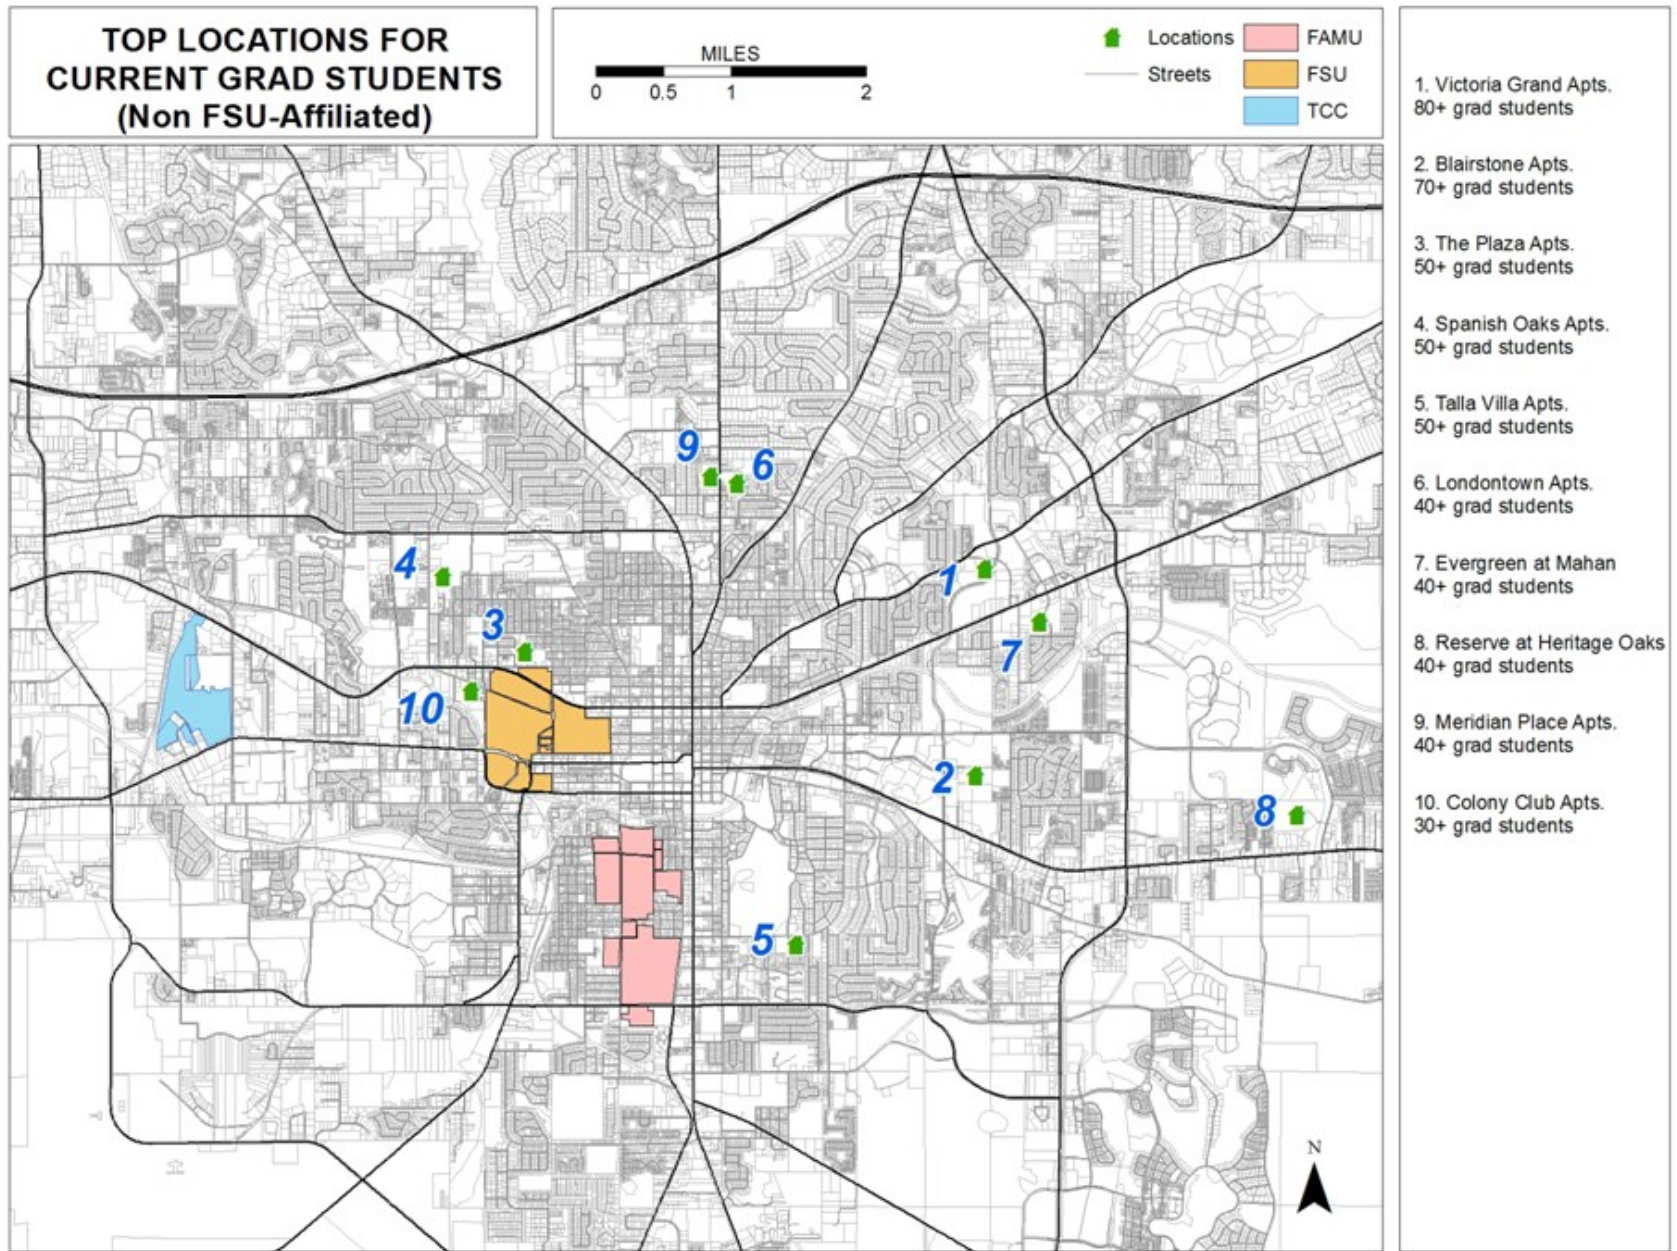 TOP LOCATIONS FOR
CURRENT GRAD STUDENTS
(Non FSU-Affiliated)
MILES
0 0.5 1 2
Locations
Streets
FAMU
FSU
TCC
1. Victoria Grand Apts.
80+ grad students
2. Blairstone Apts.
70+ grad students
3. The Plaza Apts.
50+ grad students
4. Spanish Oaks Apts.
50+ grad students
5. Talla Villa Apts.
50+ grad students
6. Londontown Apts.
40+ grad students
7. Evergreen at Mahan
40+ grad students
8. Reserve at Heritage Oaks
40+ grad students
9. Meridian Place Apts.
40+ grad students
10. Colony Club Apts.
30+ grad students
9
6
4
1
3
7
10
2
8
5
N